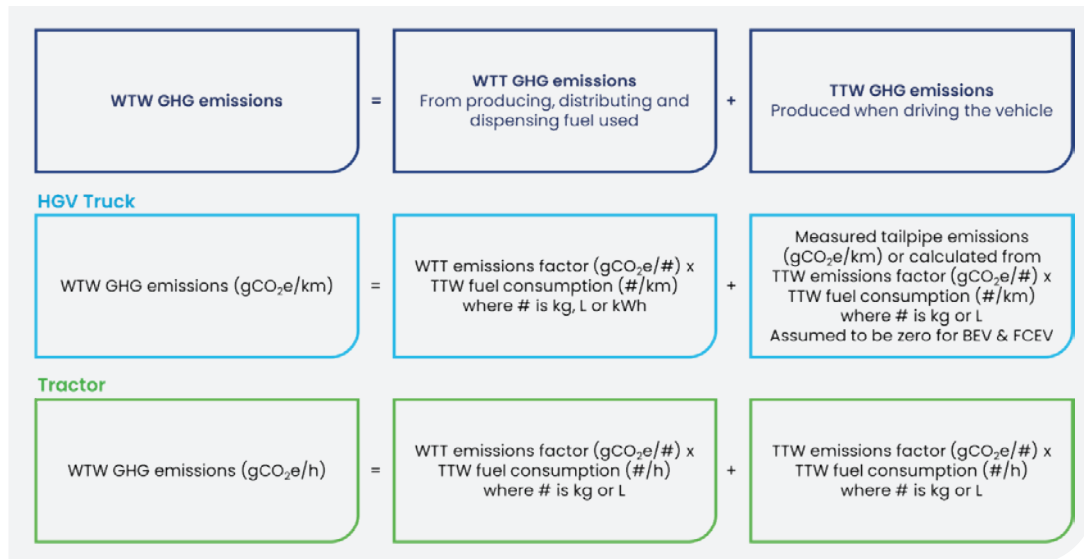 WTW GHG emissions
=
WTT GHG emissions
From producing, distributing and
dispensing fuel used
+
TTW GHG emissions
Produced when driving the vehicle
HGV Truck
WTW GHG emissions (gCO₂e/km)
=
WTT emissions factor (gCO₂e/#) x
TTW fuel consumption (#/km)
where # is kg, L or kWh
+
Measured tailpipe emissions
(gCO₂e/km) or calculated from
TTW emissions factor (gCO₂e/#) x
TTW fuel consumption (#/km)
where # is kg or L
Assumed to be zero for BEV & FCEV
Tractor
WTW GHG emissions (gCO₂e/h)
=
WTT emissions factor (gCO₂e/#) x
TTW fuel consumption (#/h)
where # is kg or L
+
TTW emissions factor (gCO₂e/#) x
TTW fuel consumption (#/h)
where # is kg or L